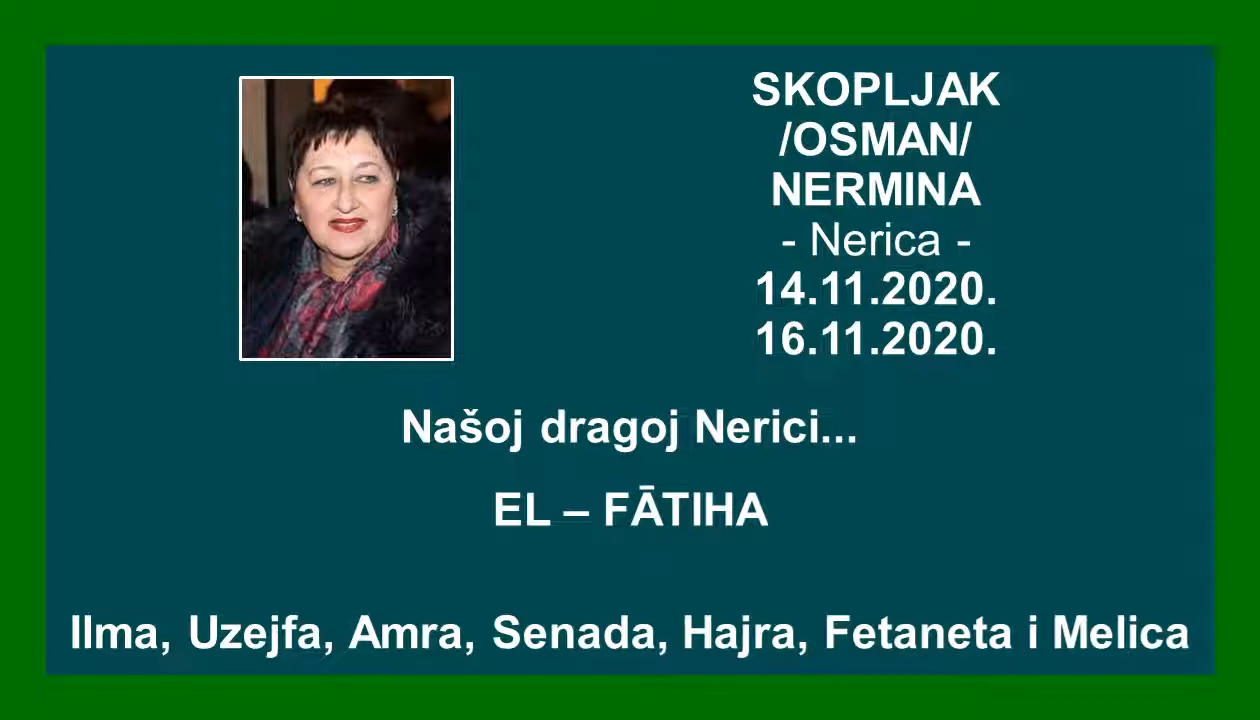 SKOPLJAK
/OSMAN/
NERMINA
- Nerica -
14.11.2020.
16.11.2020.
Našoj dragoj Nerici...
EL – FĀTIHA
Ilma, Uzejfa, Amra, Senada, Hajra, Fetaneta i Melica